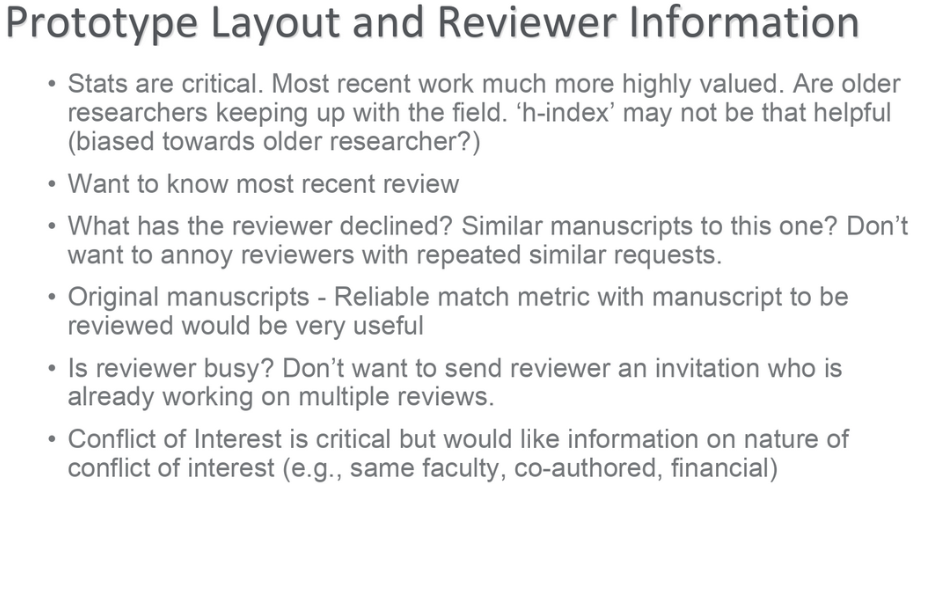 Prototype Layout and Reviewer Information
• Stats are critical. Most recent work much more highly valued. Are older
researchers keeping up with the field. ‘h-index’ may not be that helpful
(biased towards older researcher?)
• Want to know most recent review
• What has the reviewer declined? Similar manuscripts to this one? Don’t
want to annoy reviewers with repeated similar requests.
• Original manuscripts - Reliable match metric with manuscript to be
reviewed would be very useful
• Is reviewer busy? Don’t want to send reviewer an invitation who is
already working on multiple reviews.
• Conflict of Interest is critical but would like information on nature of
conflict of interest (e.g., same faculty, co-authored, financial)